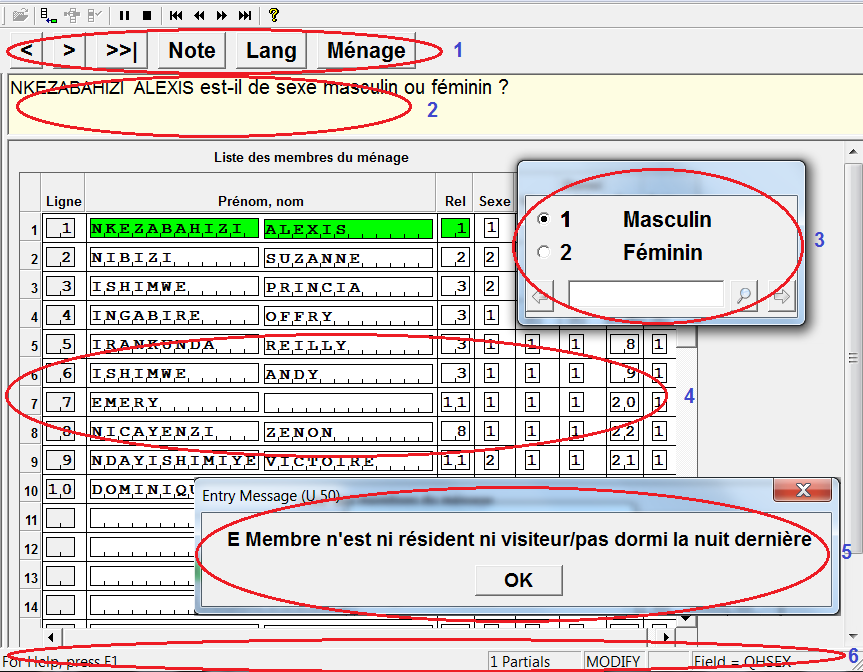 < > >>| Note Lang Ménage 1
NKEZABAHIZI ALEXIS est-il de sexe masculin ou féminin ?
2
Liste des membres du ménage
Ligne Prénom, nom Rel Sexe
1 1 NKEZABAHIZI ALEXIS 1 1
2 2 NIBIZI SUZANNE 2 2
3 3 ISHIMWE PRINCIA 3 2
4 4 INGABIRE OFFRY 3 1
5 5 IRANKUNDA REILLY 3 1 1 1 8 1
6 6 ISHIMWE ANDY 3 1 1 1 9 1
7 7 EMERY 11 1 1 1 20 1
8 8 NICAYENZI ZENON 8 1 1 1 22 1
9 9 NDAYISHIMIYE VICTOIRE 11 2 1 1 21 1
10 10 DOMINIQU
11
12
13
14
1 Masculin
2 Féminin
3
4
Entry Message (U 50)
E Membre n'est ni résident ni visiteur/pas dormi la nuit dernière
OK
5
For Help, press F1 1 Partials MODIFY Field = QHSEX 6